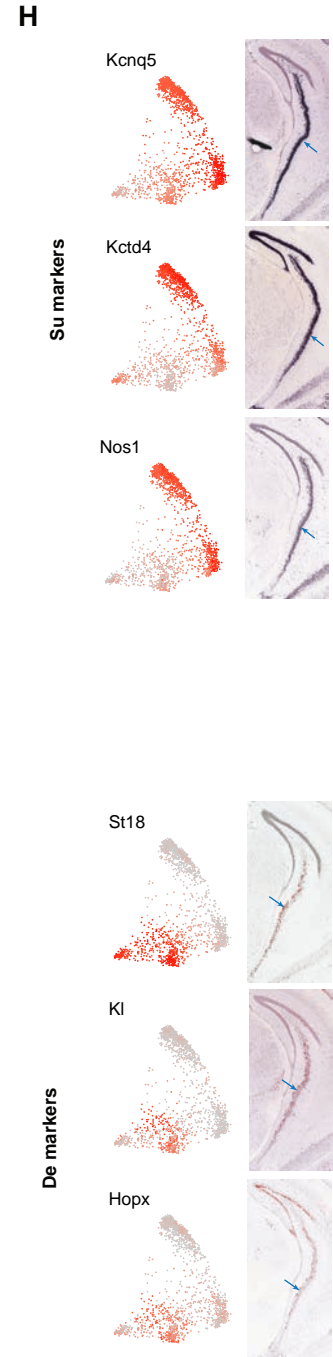 H
Kcnq5
Kctd4
Su markers
Nos1
St18
Kl
De markers
Hopx